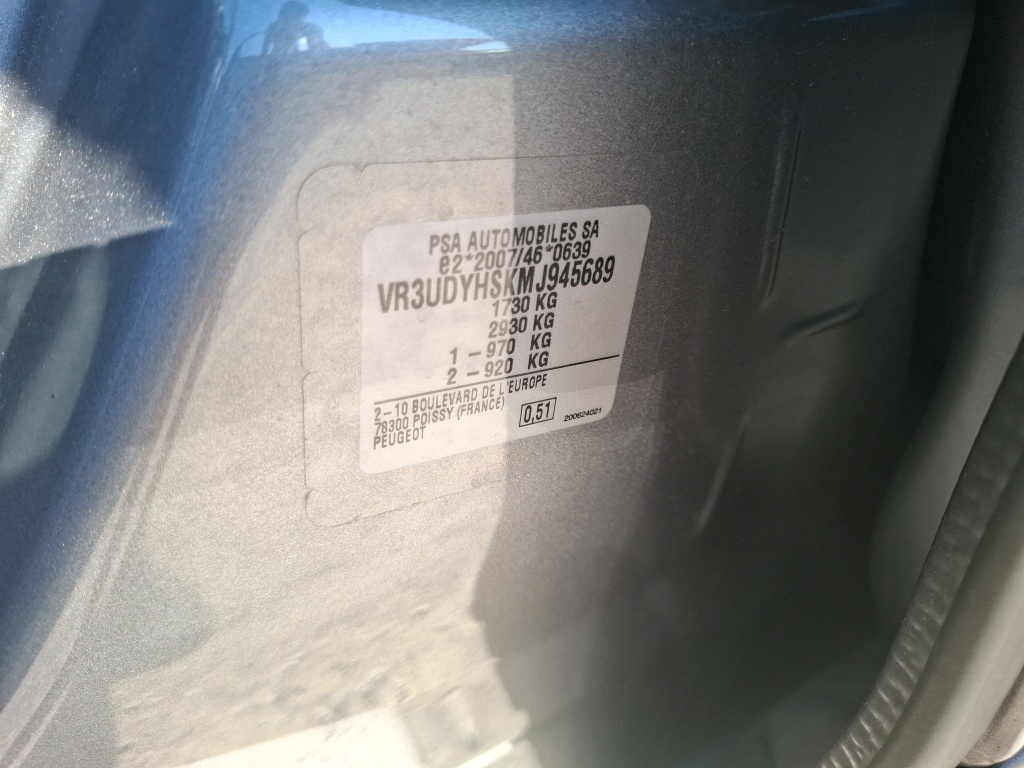 PSA AUTOMOBILES SA
e2*2007/46*0639
VR3UDYHSKMJ945689
1730 KG
2930 KG
1 - 970 KG
2 - 920 KG
2-10 BOULEVARD DE L'EUROPE
78300 POISSY (FRANCE)
PEUGEOT
0,51
200624021